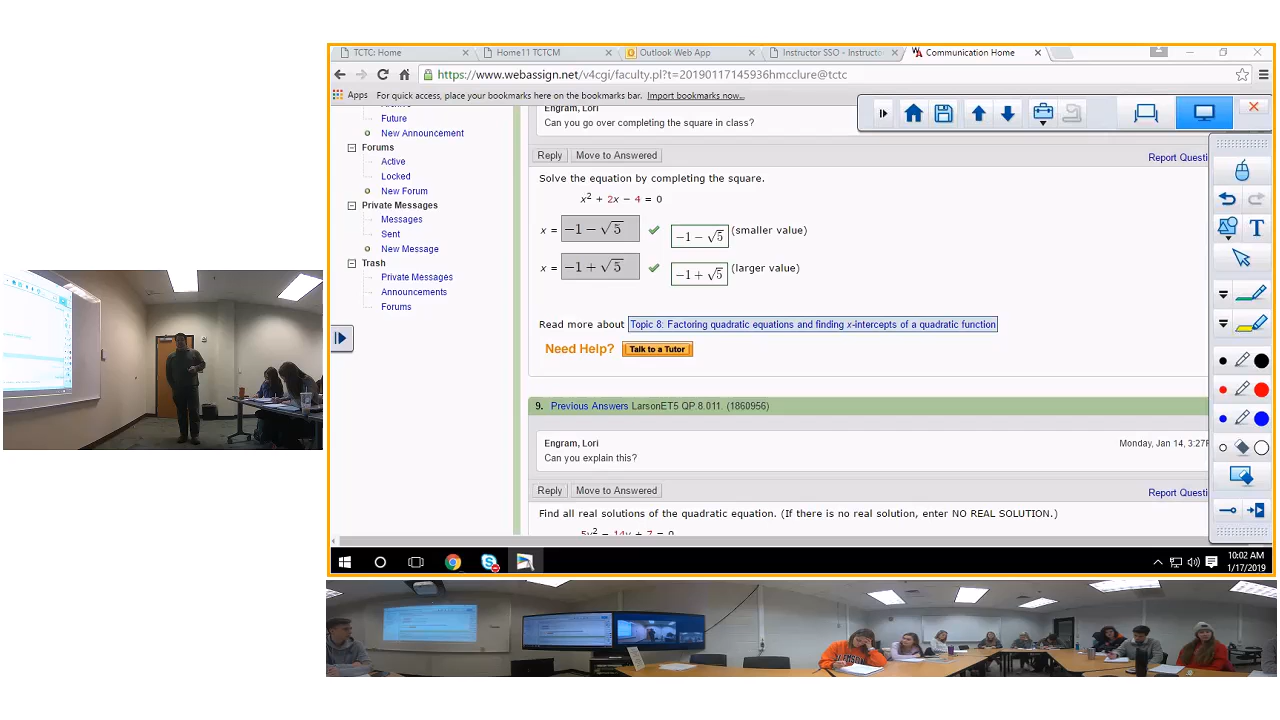 TCTC: Home
Home11 TCTCM
Outlook Web App
Instructor SSO - Instructo
Communication Home
https://www.webassign.net/v4cgi/faculty.pl?t=20190117145936hmcclure@tctc
Apps For quick access, place your bookmarks here on the bookmarks bar. Import bookmarks now...
Future
New Announcement
Forums
Active
Locked
New Forum
Private Messages
Messages
Sent
New Message
Trash
Private Messages
Announcements
Forums
Engram, Lori
Can you go over completing the square in class?
Reply Move to Answered
Report Questi
Solve the equation by completing the square.
x² + 2x − 4 = 0
x = −1 − √5 −1 − √5 (smaller value)
x = −1 + √5 −1 + √5 (larger value)
Read more about Topic 8: Factoring quadratic equations and finding x-intercepts of a quadratic function
Need Help? Talk to a Tutor
9. Previous Answers LarsonET5 QP.8.011. (1860956)
Engram, Lori Monday, Jan 14, 3:27
Can you explain this?
Reply Move to Answered
Report Questi
Find all real solutions of the quadratic equation. (If there is no real solution, enter NO REAL SOLUTION.)
5y² − 14y + 7 = 0
T
10:02 AM
1/17/2019